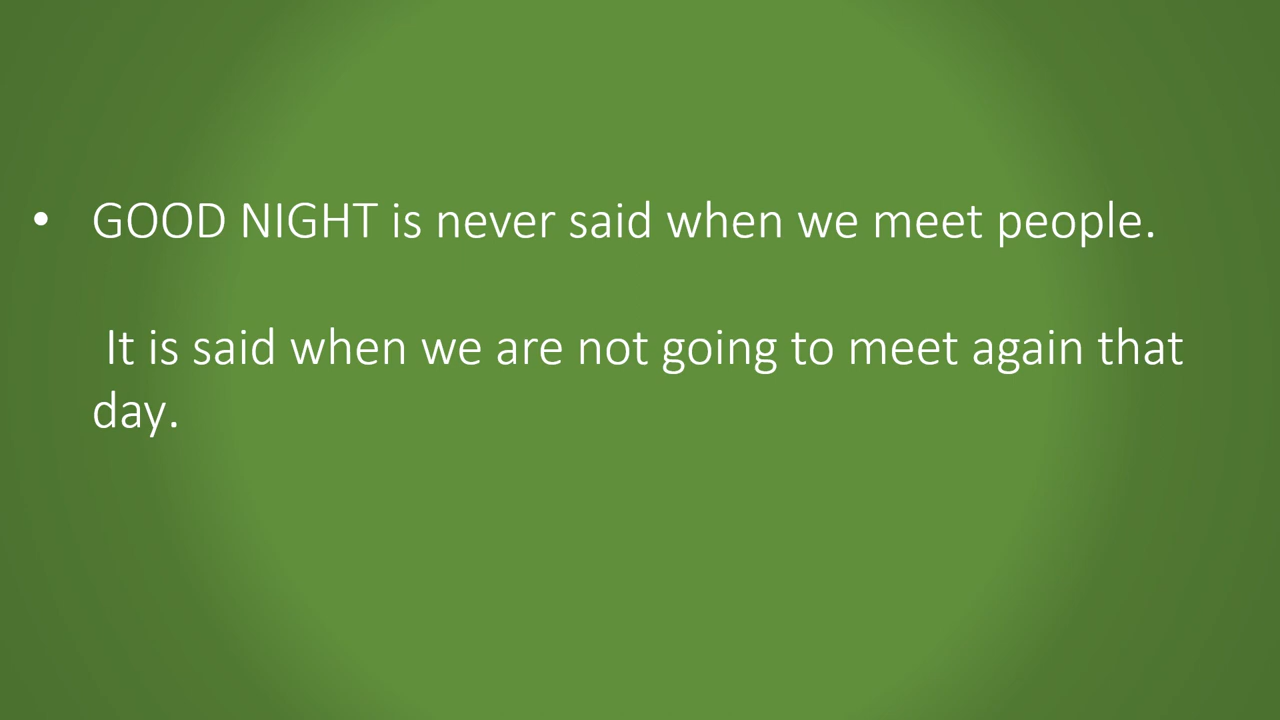 • GOOD NIGHT is never said when we meet people.
It is said when we are not going to meet again that
day.